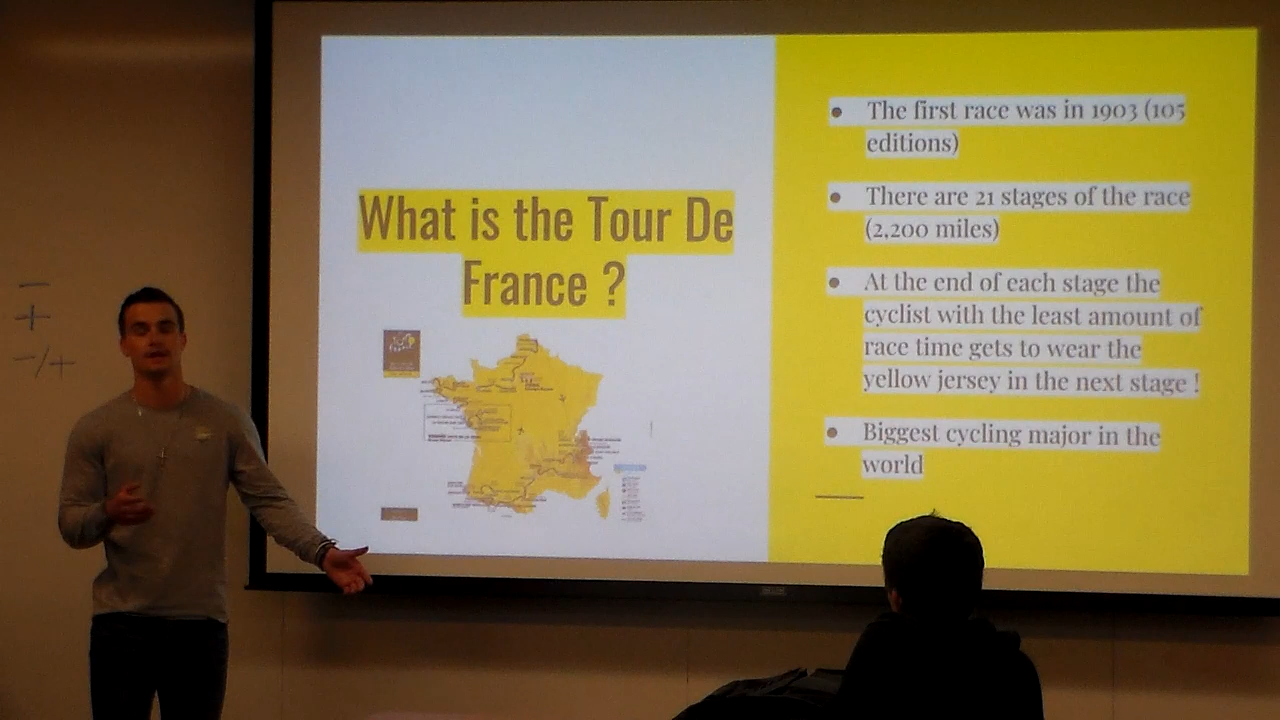 What is the Tour De
France ?
The first race was in 1903 (105
editions)
There are 21 stages of the race
(2,200 miles)
At the end of each stage the
cyclist with the least amount of
race time gets to wear the
yellow jersey in the next stage !
Biggest cycling major in the
world
−
+
−/+